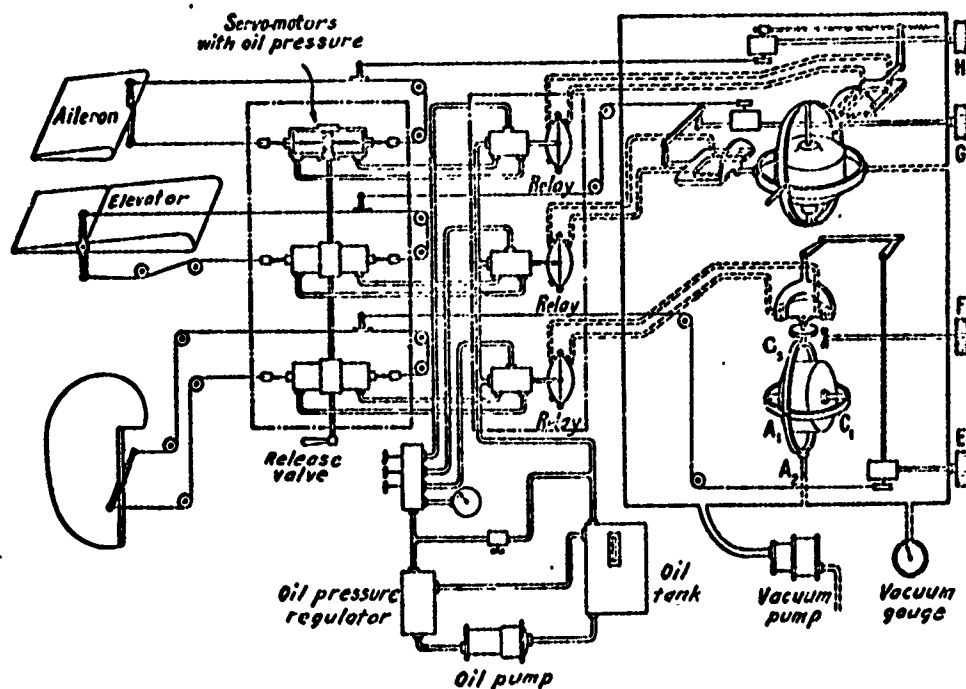 Servo-motors
with oil pressure
Aileron
Elevator
Relay
Relay
Relay
Release
valve
Oil pressure
regulator
Oil pump
Oil
tank
Vacuum
pump
Vacuum
gauge
H
G
F
E
C₃
A₁
C₁
A₂